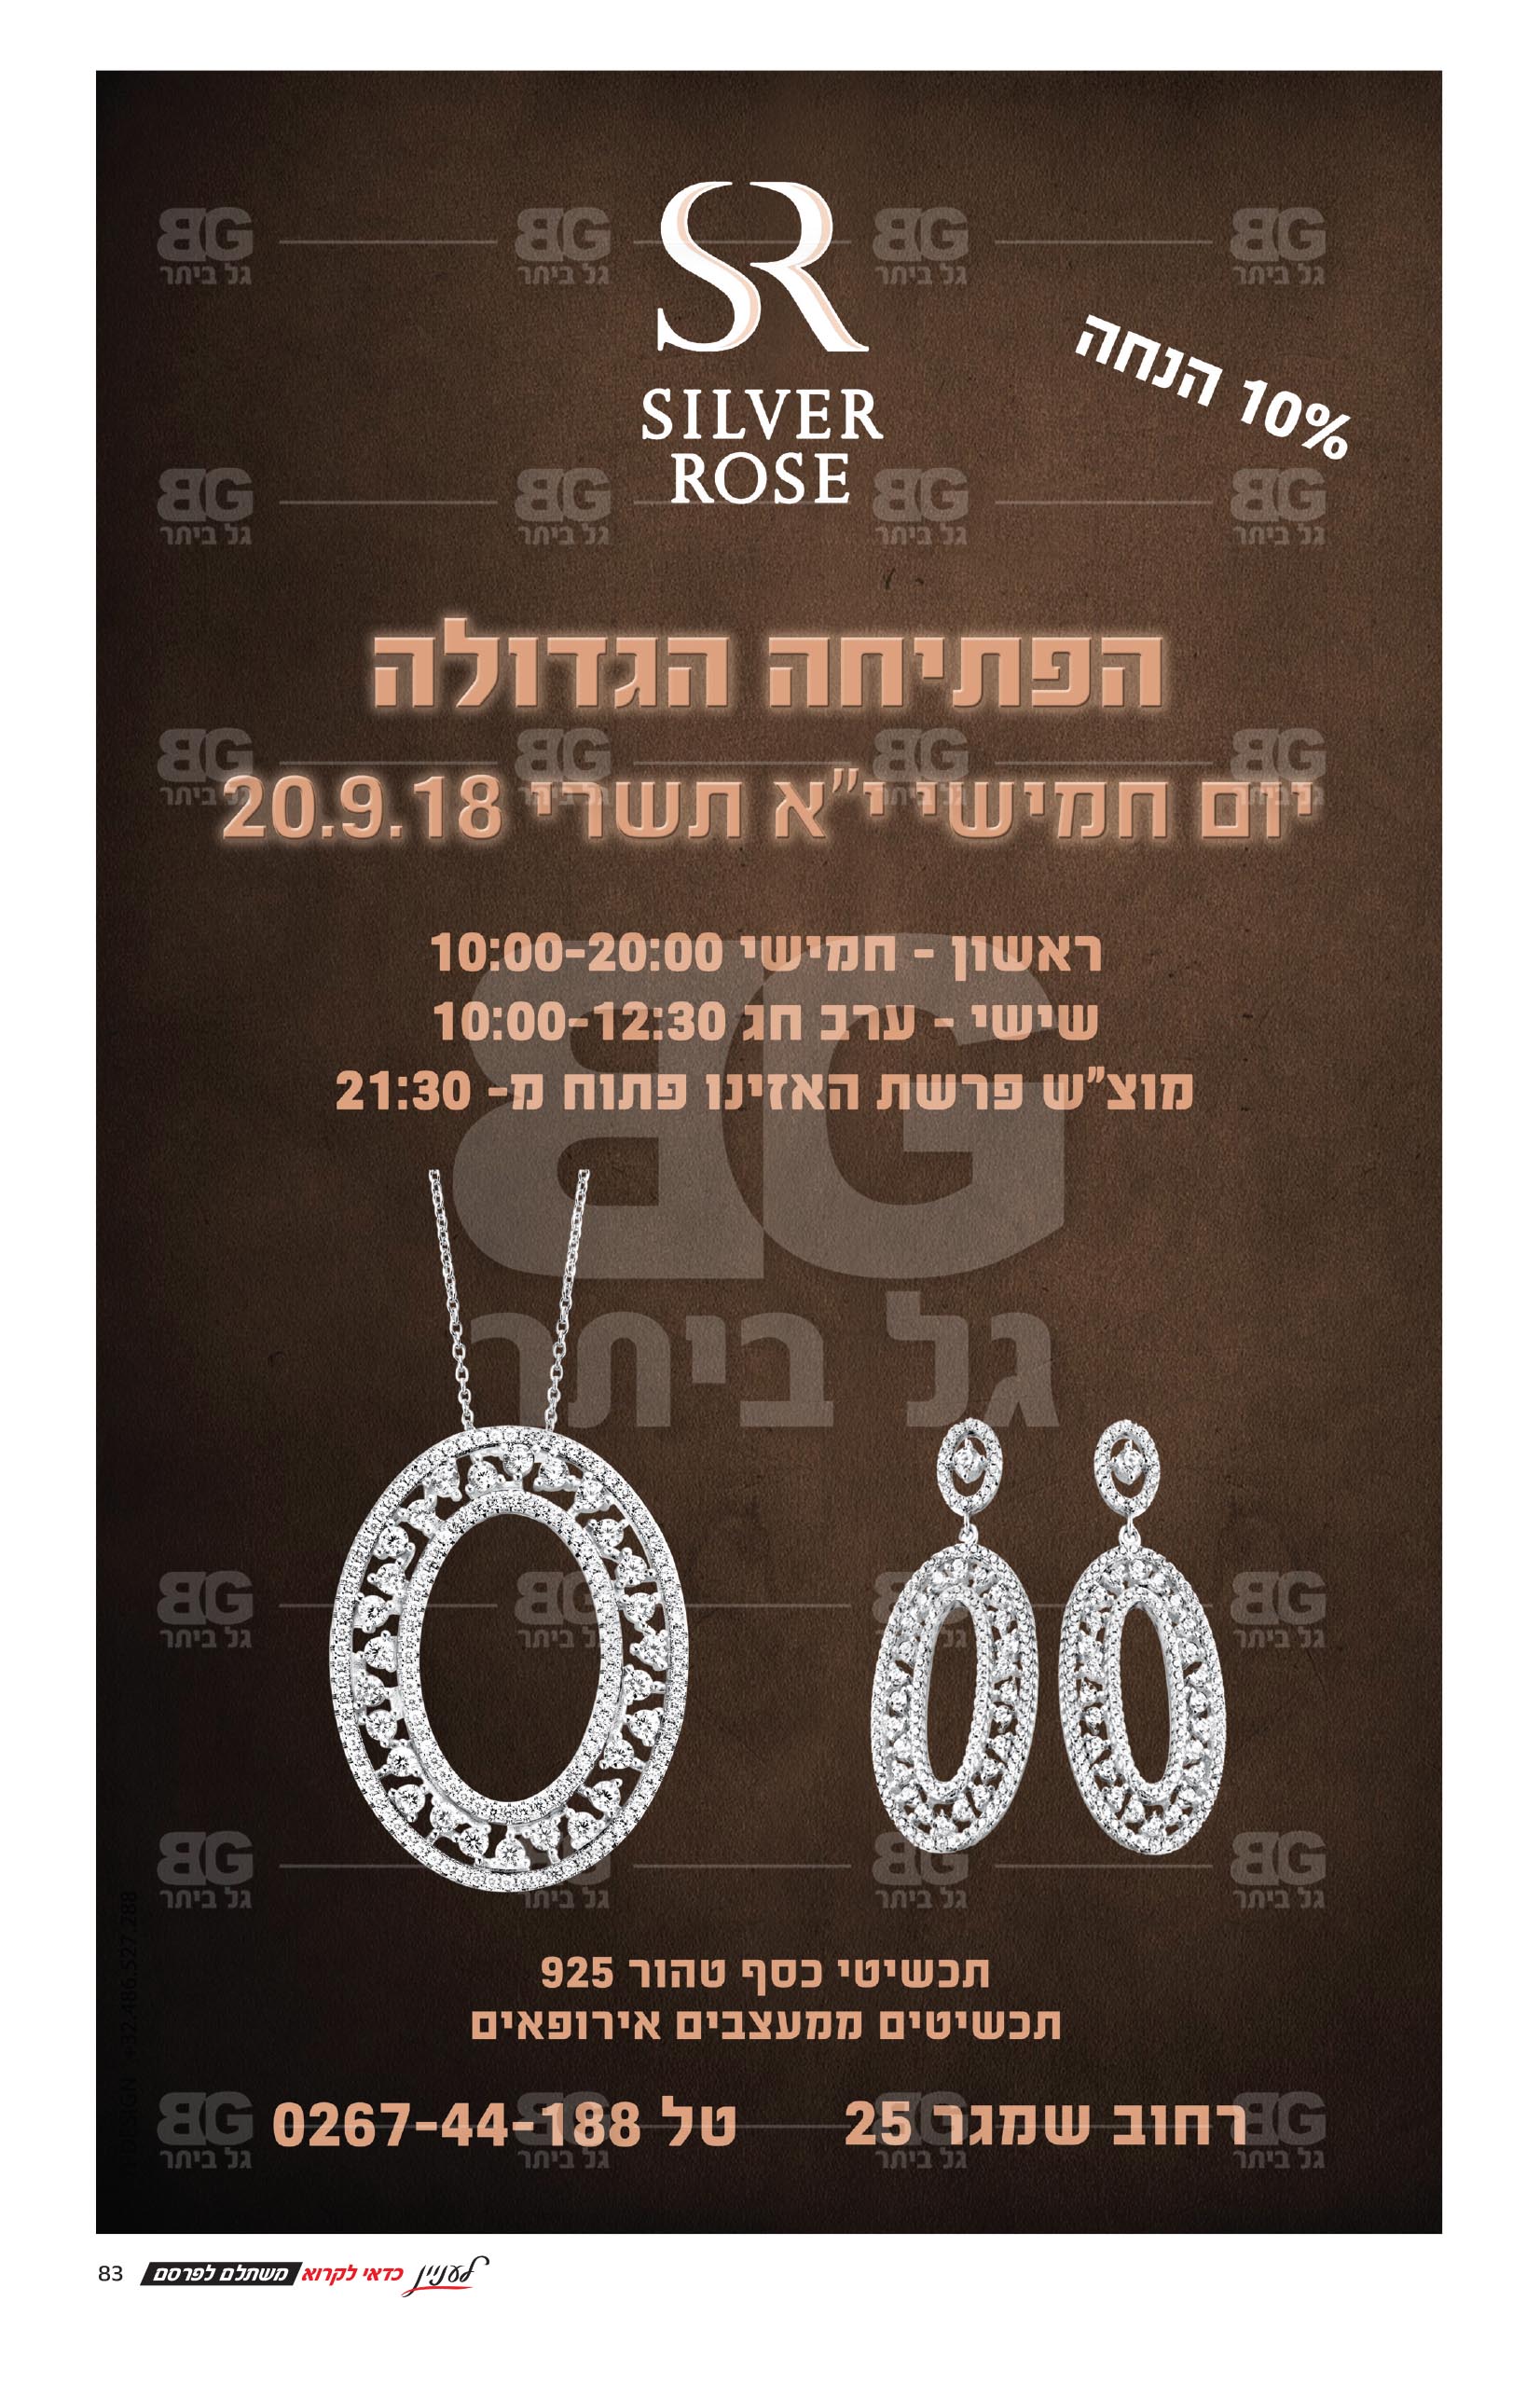 SR
SILVER
ROSE
10% הנחה
הפתיחה הגדולה
יום חמישי י"א תשרי 20.9.18
ראשון - חמישי 10:00-20:00
שישי - ערב חג 10:00-12:30
מוצ"ש פרשת האזינו פתוח מ- 21:30
BG
גל ביתר
תכשיטי כסף טהור 925
תכשיטים ממעצבים אירופאים
רחוב שמגר 25 טל 0267-44-188
לעניין כדאי לקרוא משתלם לפרסם 83